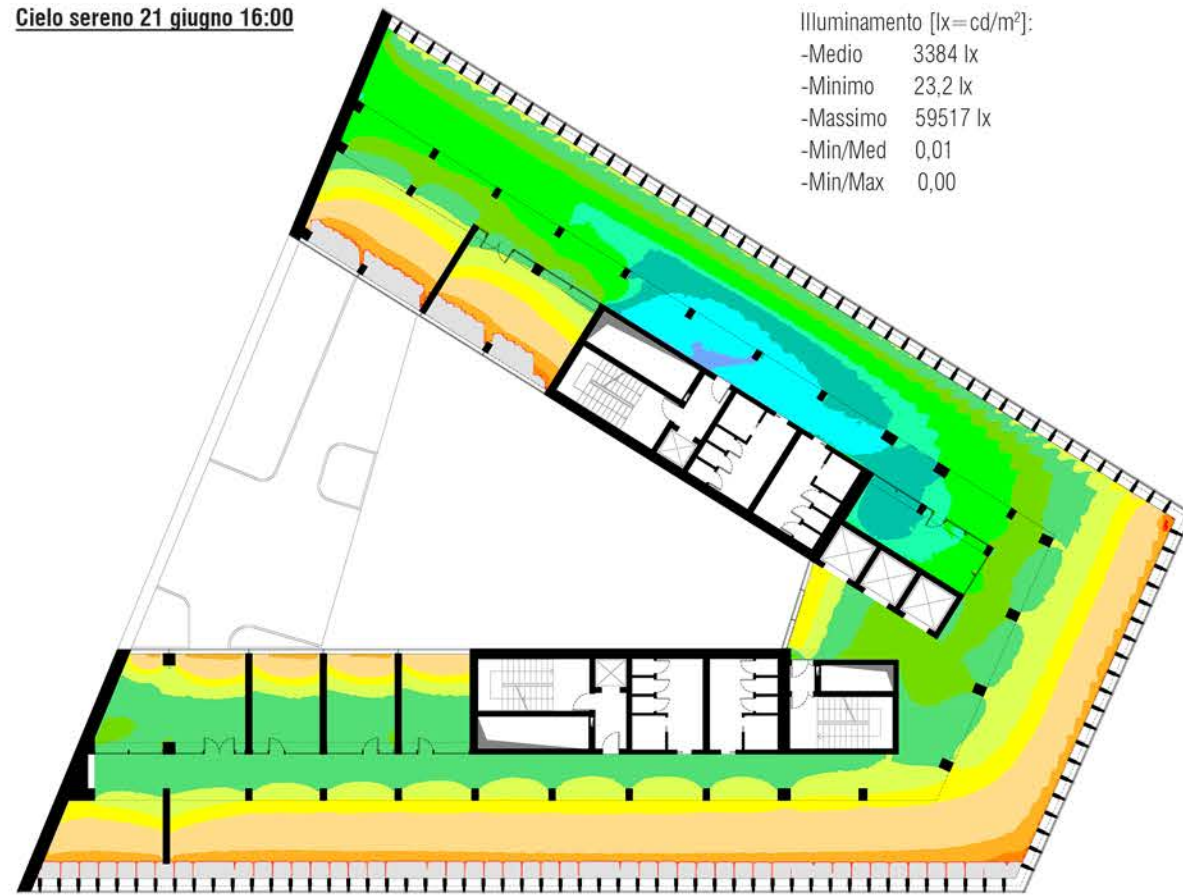 Cielo sereno 21 giugno 16:00
Illuminamento [lx=cd/m²]:
-Medio 3384 lx
-Minimo 23,2 lx
-Massimo 59517 lx
-Min/Med 0,01
-Min/Max 0,00